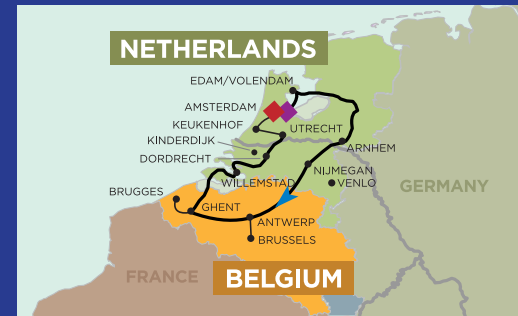 NETHERLANDS
EDAM/VOLENDAM
AMSTERDAM
KEUKENHOF
UTRECHT
KINDERDIJK
ARNHEM
DORDRECHT
NIJMEGAN
WILLEMSTAD
VENLO
GERMANY
BRUGGES
GHENT
ANTWERP
BRUSSELS
FRANCE
BELGIUM